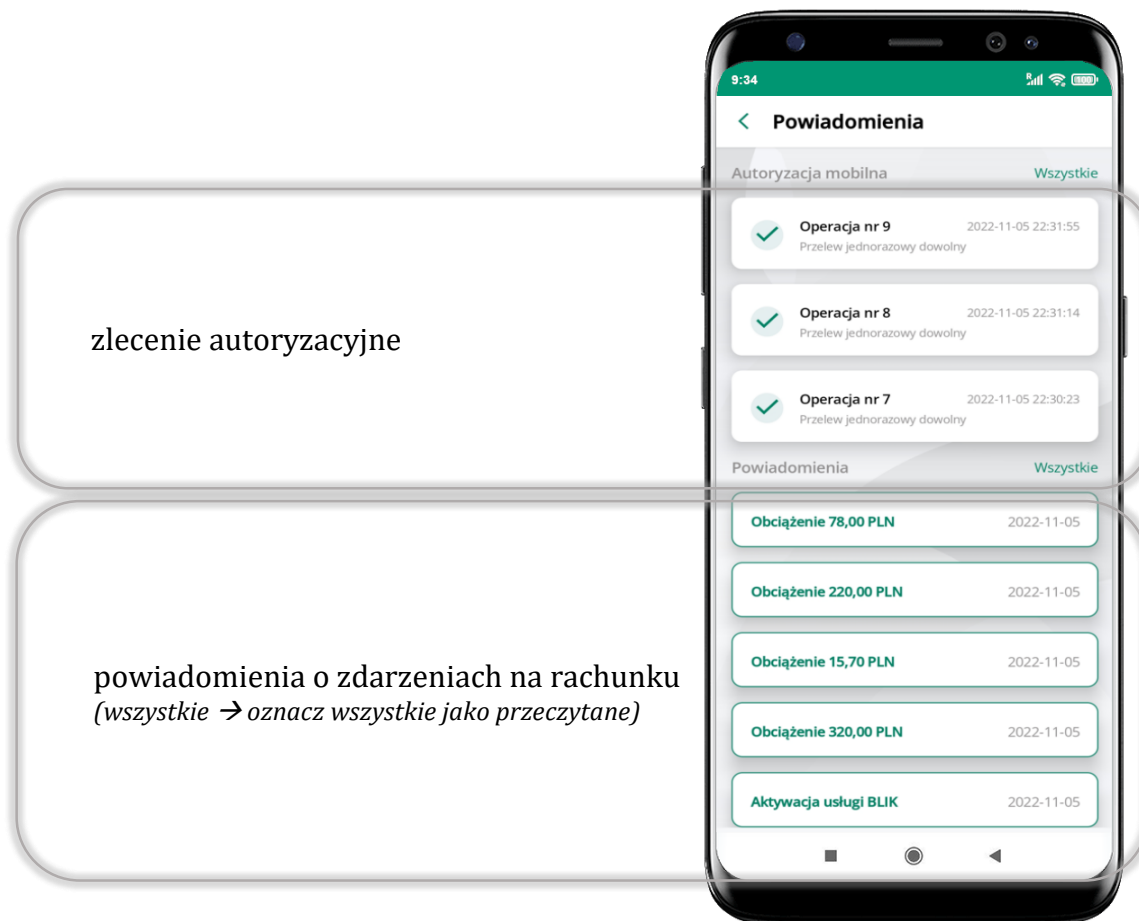 9:34
Powiadomienia
Autoryzacja mobilna Wszystkie
Operacja nr 9 2022-11-05 22:31:55
Przelew jednorazowy dowolny
zlecenie autoryzacyjne
Operacja nr 8 2022-11-05 22:31:14
Przelew jednorazowy dowolny
Operacja nr 7 2022-11-05 22:30:23
Przelew jednorazowy dowolny
Powiadomienia Wszystkie
Obciążenie 78,00 PLN 2022-11-05
Obciążenie 220,00 PLN 2022-11-05
powiadomienia o zdarzeniach na rachunku
(wszystkie → oznacz wszystkie jako przeczytane)
Obciążenie 15,70 PLN 2022-11-05
Obciążenie 320,00 PLN 2022-11-05
Aktywacja usługi BLIK 2022-11-05